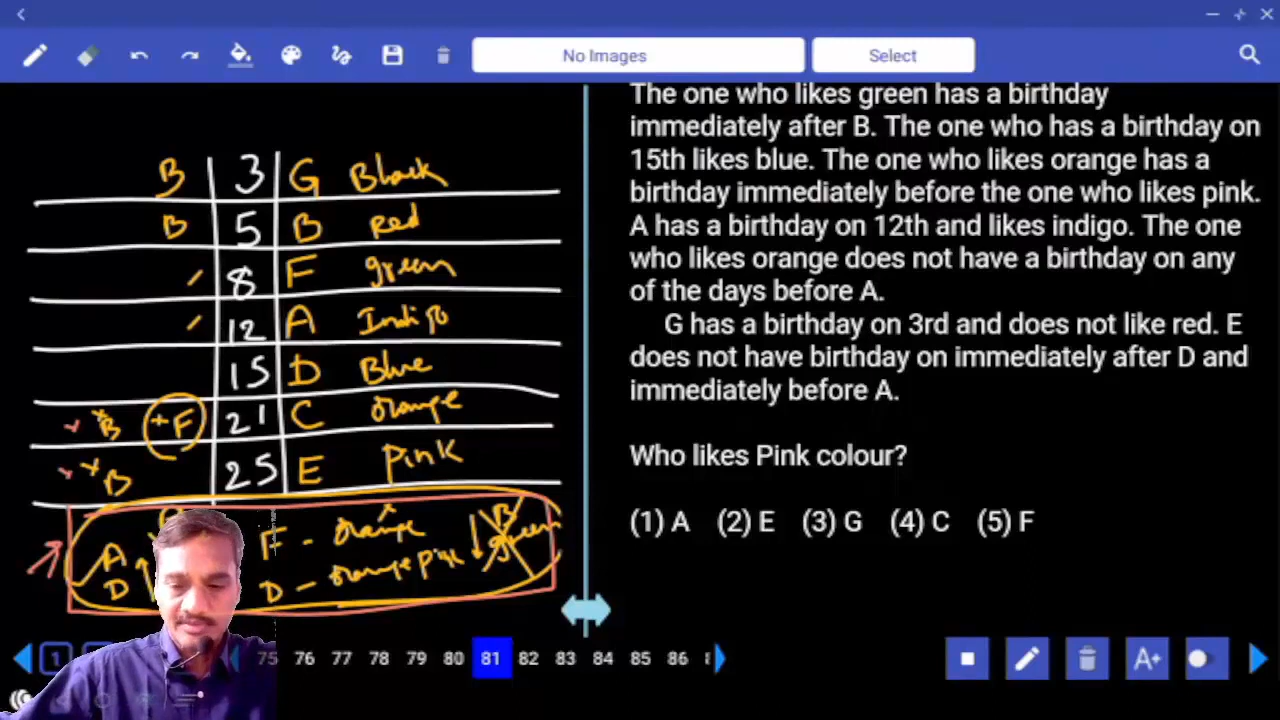 No Images
Select
B 3 G Black
B 5 B Red
8 F green
12 A Indigo
15 D Blue
B + F 21 C orange
B 25 E Pink
A F - orange B green
D D - orange Pink
The one who likes green has a birthday
immediately after B. The one who has a birthday on
15th likes blue. The one who likes orange has a
birthday immediately before the one who likes pink.
A has a birthday on 12th and likes indigo. The one
who likes orange does not have a birthday on any
of the days before A.
G has a birthday on 3rd and does not like red. E
does not have birthday on immediately after D and
immediately before A.
Who likes Pink colour?
(1) A (2) E (3) G (4) C (5) F
1 75 76 77 78 79 80 81 82 83 84 85 86
A+